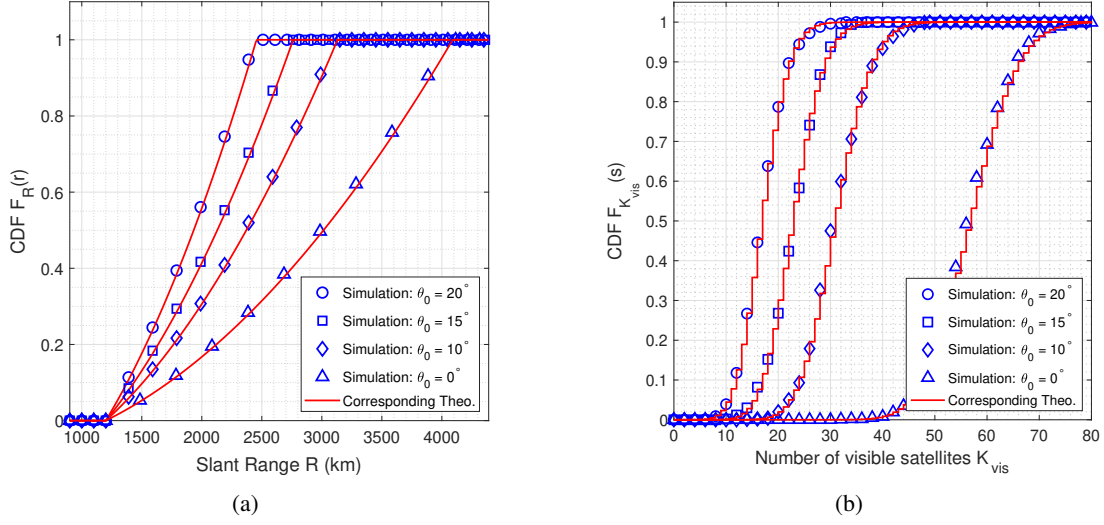 1
0.8
0.6
0.4
0.2
0
CDF F_R(r)
Simulation: θ_0 = 20°
Simulation: θ_0 = 15°
Simulation: θ_0 = 10°
Simulation: θ_0 = 0°
Corresponding Theo.
1000 1500 2000 2500 3000 3500 4000
Slant Range R (km)
(a)
1
0.9
0.8
0.7
0.6
0.5
0.4
0.3
0.2
0.1
0
CDF F_{K_vis}(s)
Simulation: θ_0 = 20°
Simulation: θ_0 = 15°
Simulation: θ_0 = 10°
Simulation: θ_0 = 0°
Corresponding Theo.
0 10 20 30 40 50 60 70 80
Number of visible satellites K_vis
(b)